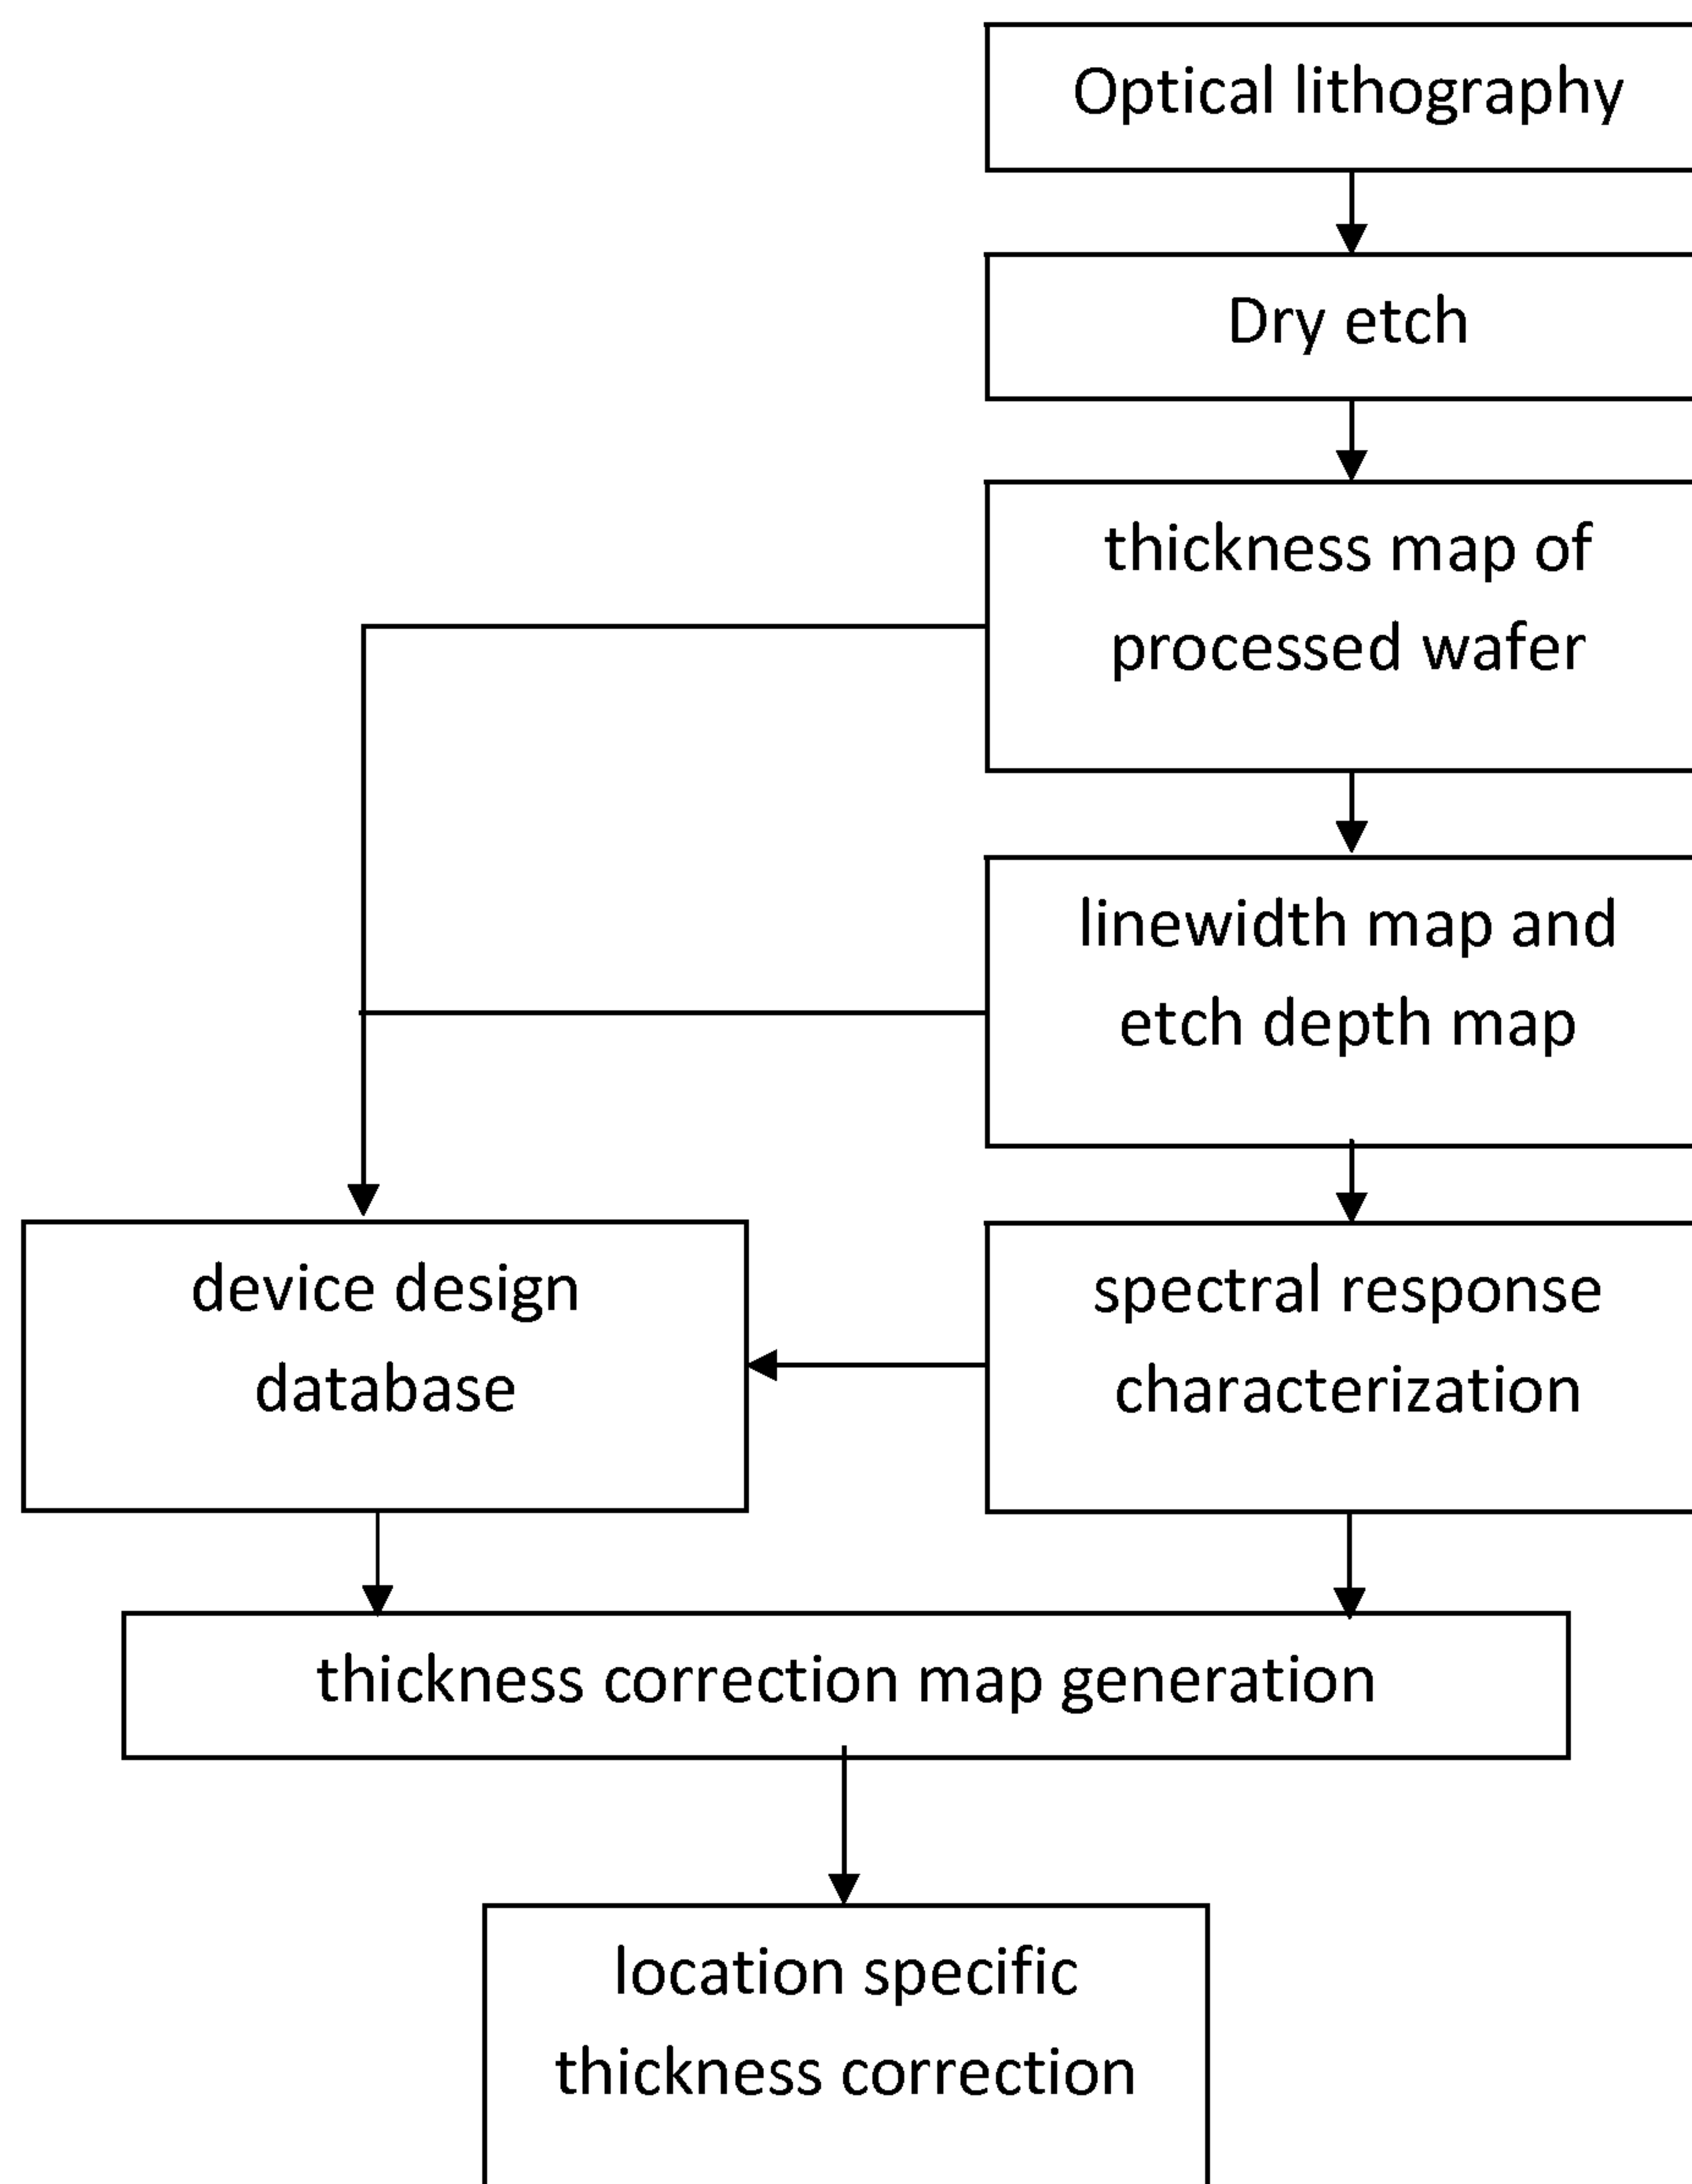 Optical lithography
Dry etch
thickness map of
processed wafer
linewidth map and
etch depth map
device design
database
spectral response
characterization
thickness correction map generation
location specific
thickness correction